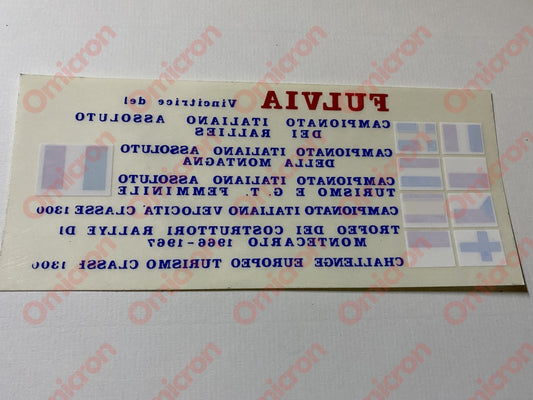 FULVIA Vincitrice del
CAMPIONATO ITALIANO ASSOLUTO
DEI RALLIES
CAMPIONATO ITALIANO ASSOLUTO
DELLA MONTAGNA
CAMPIONATO ITALIANO ASSOLUTO
TURISMO E G. T. FEMMINILE
CAMPIONATO ITALIANO VELOCITA' CLASSE 1300
TROFEO DEI COSTRUTTORI RALLYE DI
MONTECARLO 1966-1967
CHALLENGE EUROPEO TURISMO CLASSE 1300
Omicron